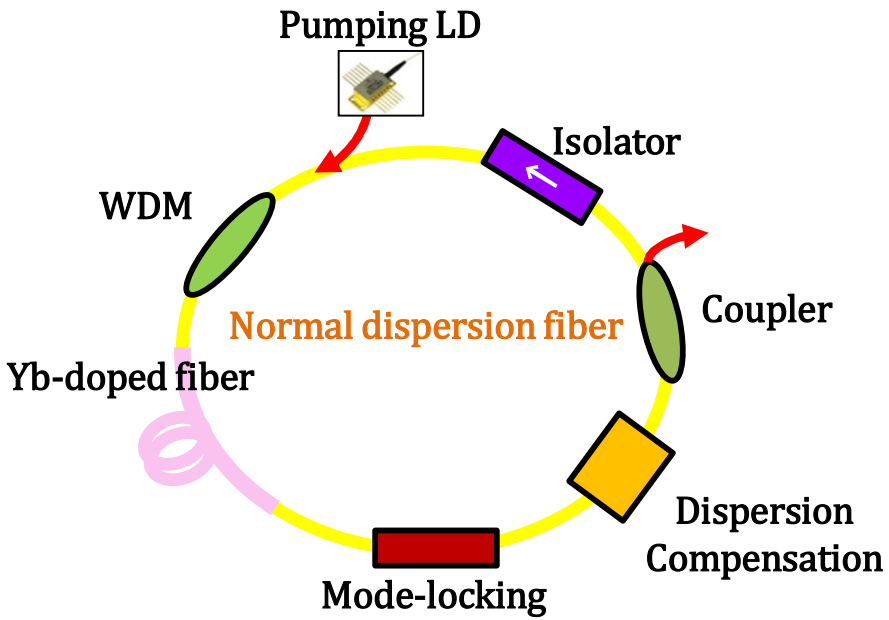 Pumping LD
Isolator
WDM
Coupler
Normal dispersion fiber
Yb-doped fiber
Dispersion
Compensation
Mode-locking